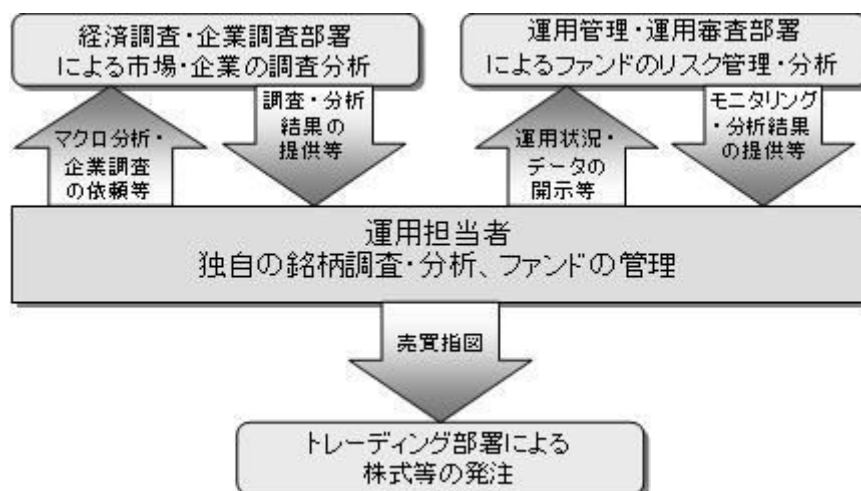 経済調査・企業調査部署
による市場・企業の調査分析
運用管理・運用審査部署
によるファンドのリスク管理・分析
マクロ分析・
企業調査
の依頼等
調査・分析
結果の
提供等
運用状況・
データの
開示等
モニタリング
・分析結果
の提供等
運用担当者
独自の銘柄調査・分析、ファンドの管理
売買指図
トレーディング部署による
株式等の発注